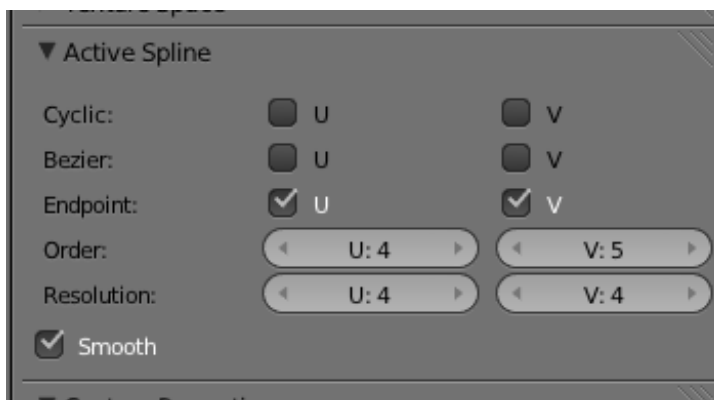 Active Spline
Cyclic: U V
Bezier: U V
Endpoint: U V
Order: U: 4 V: 5
Resolution: U: 4 V: 4
Smooth